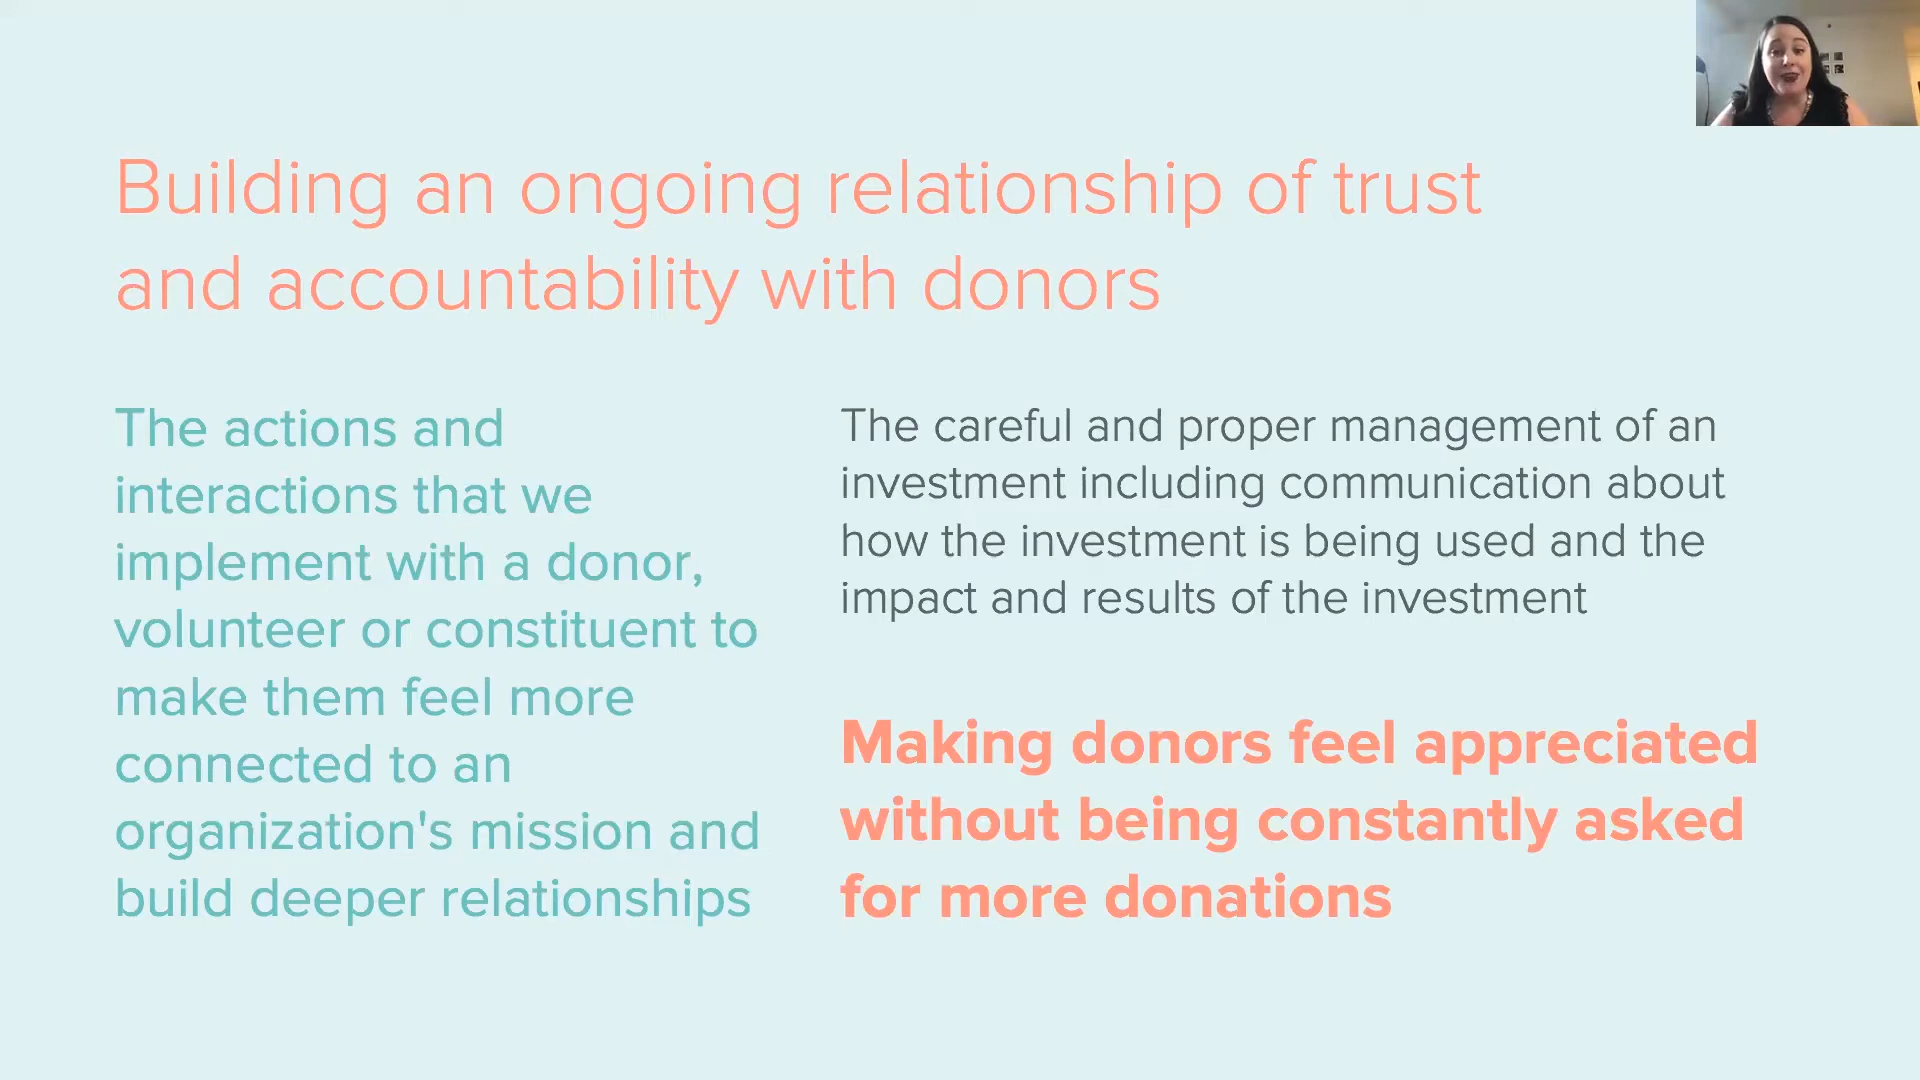 Building an ongoing relationship of trust
and accountability with donors
The actions and
interactions that we
implement with a donor,
volunteer or constituent to
make them feel more
connected to an
organization's mission and
build deeper relationships
The careful and proper management of an
investment including communication about
how the investment is being used and the
impact and results of the investment
Making donors feel appreciated
without being constantly asked
for more donations